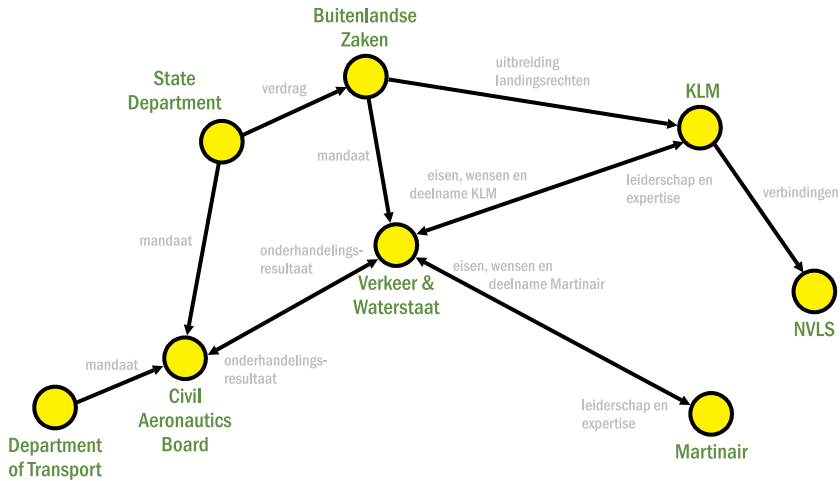 Buitenlandse
Zaken
State
Department
verdrag
uitbreiding
landingsrechten
KLM
mandaat
eisen, wensen en
deelname KLM
leiderschap en
expertise
verbindingen
mandaat
onderhandelings-
resultaat
Verkeer &
Waterstaat
eisen, wensen en
deelname Martinair
NVLS
mandaat
onderhandelings-
resultaat
Civil
Aeronautics
Board
Department
of Transport
leiderschap en
expertise
Martinair